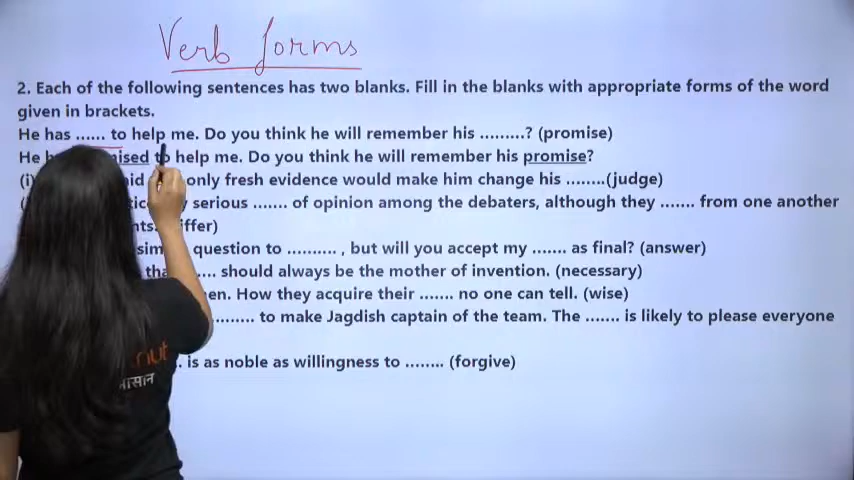 Verb forms
2. Each of the following sentences has two blanks. Fill in the blanks with appropriate forms of the word
given in brackets.
He has ...... to help me. Do you think he will remember his .........? (promise)
He to help me. Do you think he will remember his promise?
(i) only fresh evidence would make him change his ........(judge)
serious ....... of opinion among the debaters, although they ....... from one another
question to .......... , but will you accept my ....... as final? (answer)
should always be the mother of invention. (necessary)
How they acquire their ....... no one can tell. (wise)
......... to make Jagdish captain of the team. The ....... is likely to please everyone
is as noble as willingness to ........ (forgive)